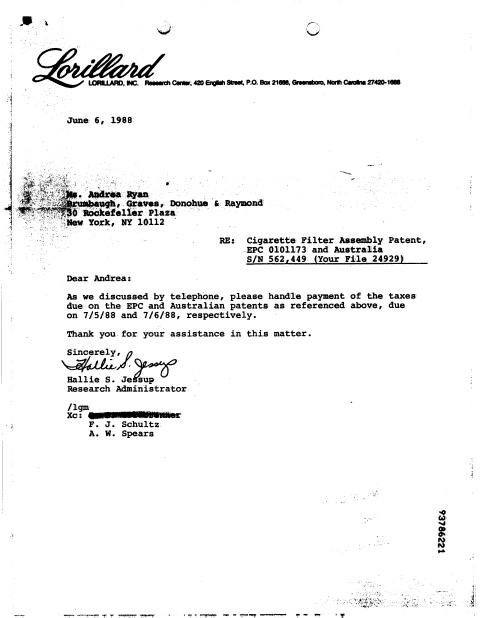 Lorillard
LORILLARD, INC. Research Center, 420 English Street, P.O. Box 21688, Greensboro, North Carolina 27420-1688
June 6, 1988
Ms. Andrea Ryan
Brumbaugh, Graves, Donohue & Raymond
30 Rockefeller Plaza
New York, NY 10112
RE: Cigarette Filter Assembly Patent,
EPC 0101173 and Australia
S/N 562,449 (Your File 24929)
Dear Andrea:
As we discussed by telephone, please handle payment of the taxes
due on the EPC and Australian patents as referenced above, due
on 7/5/88 and 7/6/88, respectively.
Thank you for your assistance in this matter.
Sincerely,
Hallie S. Jessup
Hallie S. Jessup
Research Administrator
/lgm
Xc:
F. J. Schultz
A. W. Spears
93786221